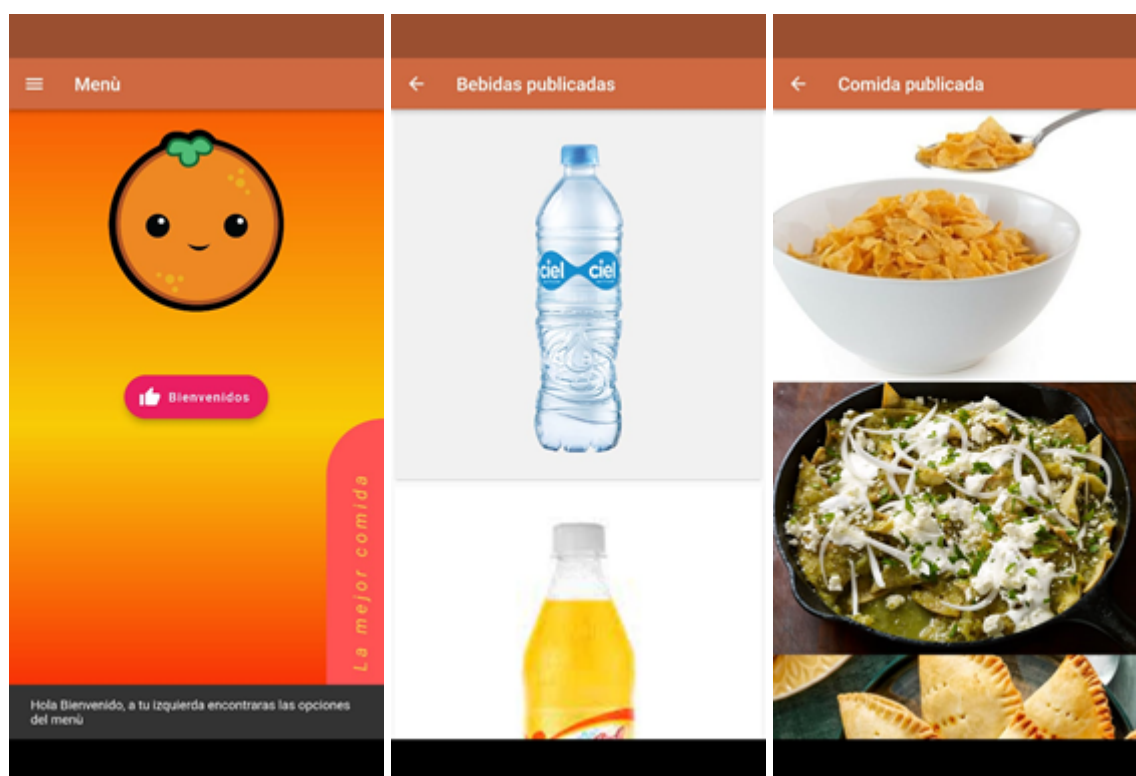 Menù
Bienvenidos
La mejor comida
Hola Bienvenido, a tu izquierda encontraras las opciones
del menù
Bebidas publicadas
ciel ciel
Comida publicada